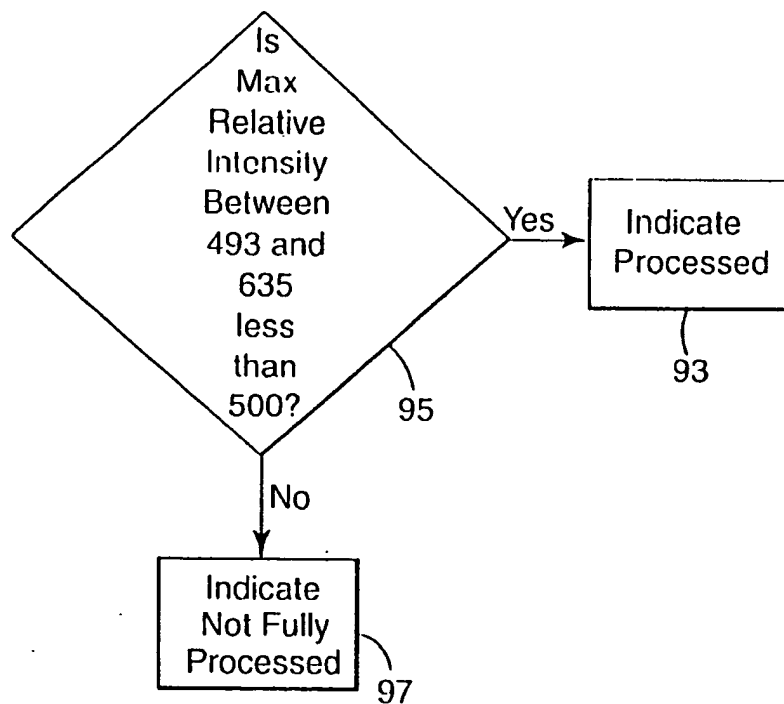 Is
Max
Relative
Intensity
Between
493 and
635
less
than
500?
Yes
Indicate
Processed
93
95
No
Indicate
Not Fully
Processed
97